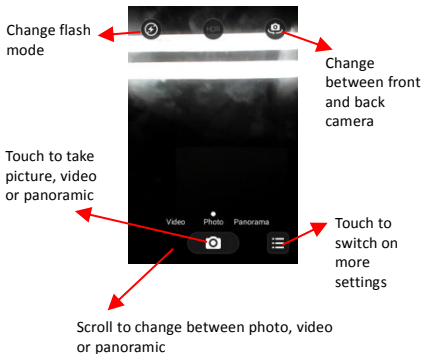 Change flash
mode
HDR
Change
between front
and back
camera
Touch to take
picture, video
or panoramic
Video Photo Panorama
Touch to
switch on
more
settings
Scroll to change between photo, video
or panoramic